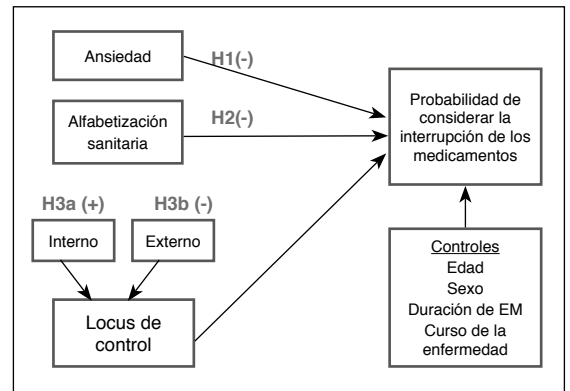 Ansiedad
H1(-)
Alfabetización
sanitaria
H2(-)
Probabilidad de
considerar la
interrupción de los
medicamentos
H3a (+)
H3b (-)
Interno
Externo
Locus de
control
Controles
Edad
Sexo
Duración de EM
Curso de la
enfermedad